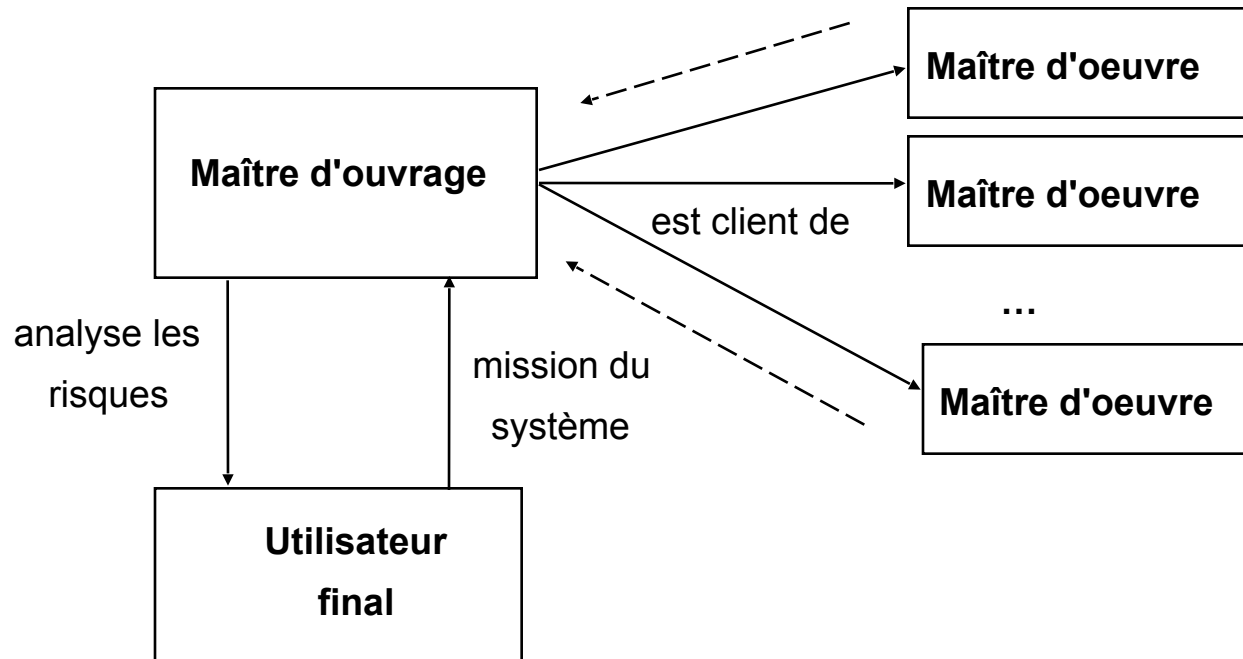 Maître d'oeuvre
Maître d'ouvrage
Maître d'oeuvre
est client de
...
analyse les
risques
mission du
système
Maître d'oeuvre
Utilisateur
final